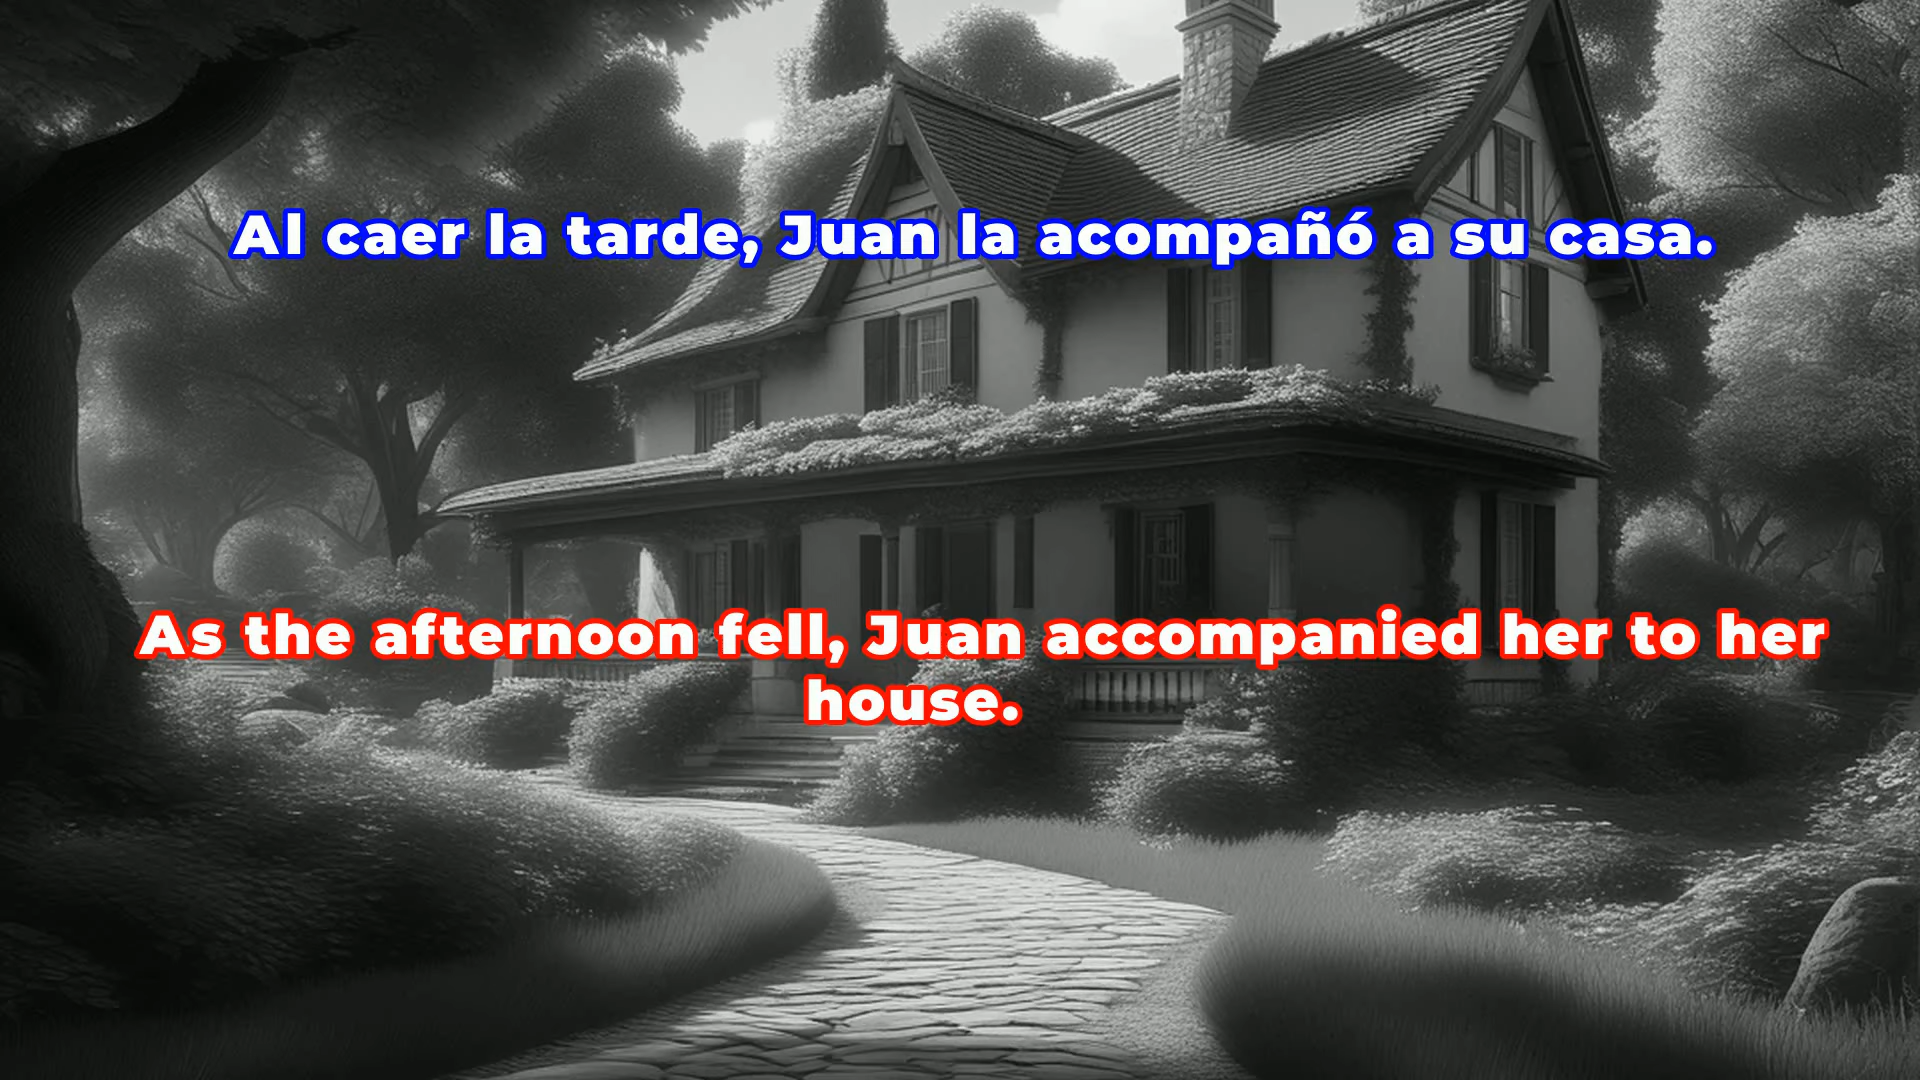 Al caer la tarde, Juan la acompañó a su casa.
As the afternoon fell, Juan accompanied her to her
house.